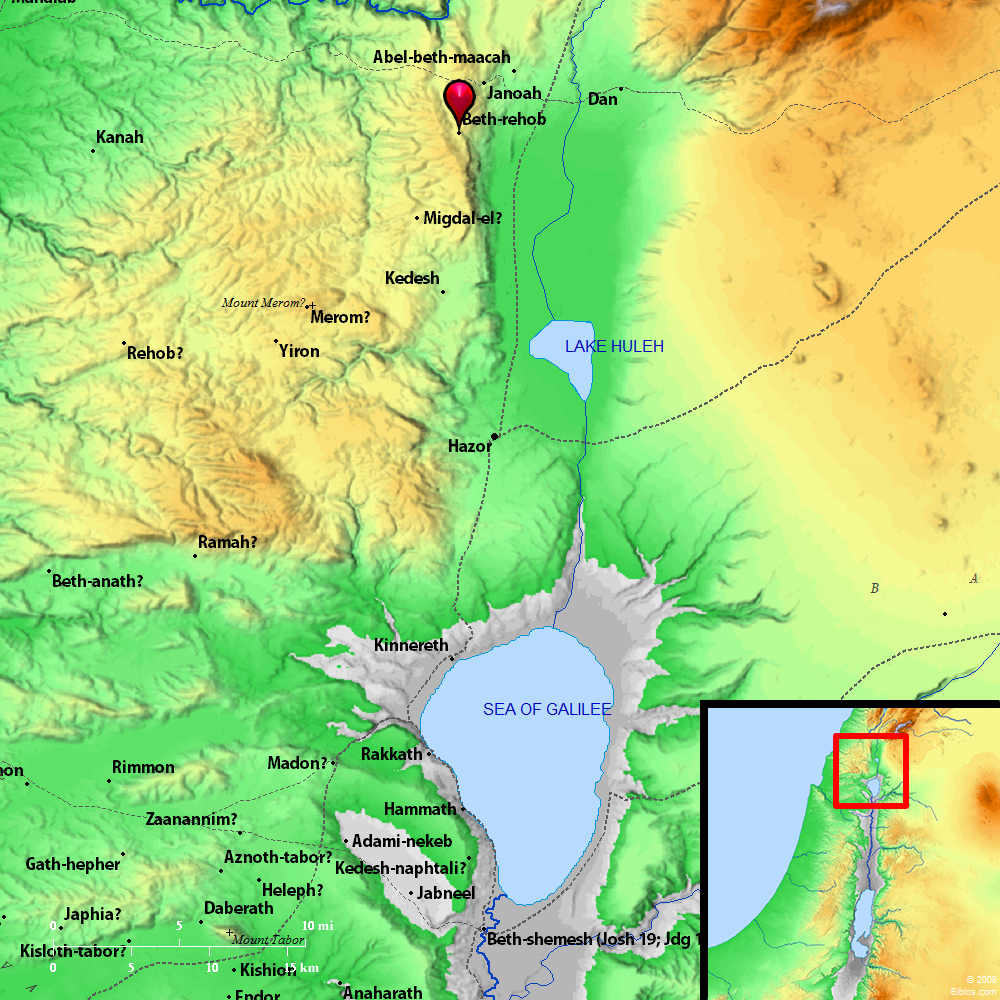 Mahalab
Abel-beth-maacah
Janoah
Dan
Beth-rehob
Kanah
Migdal-el?
Kedesh
Mount Merom?
Merom?
LAKE HULEH
Rehob?
Yiron
Hazor
Ramah?
Beth-anath?
B
A
Kinnereth
SEA OF GALILEE
Rakkath
Madon?
Rimmon
non
Hammath
Zaanannim?
Adami-nekeb
Aznoth-tabor?
Gath-hepher
Kedesh-naphtali?
Heleph?
Jabneel
Daberath
Japhia?
0 5 10 mi
Mount Tabor
Beth-shemesh (Josh 19; Jdg 1
Kisloth-tabor?
0 5 10 15 km
Kishion
Anaharath
Endor
© 2008
Biblos.com